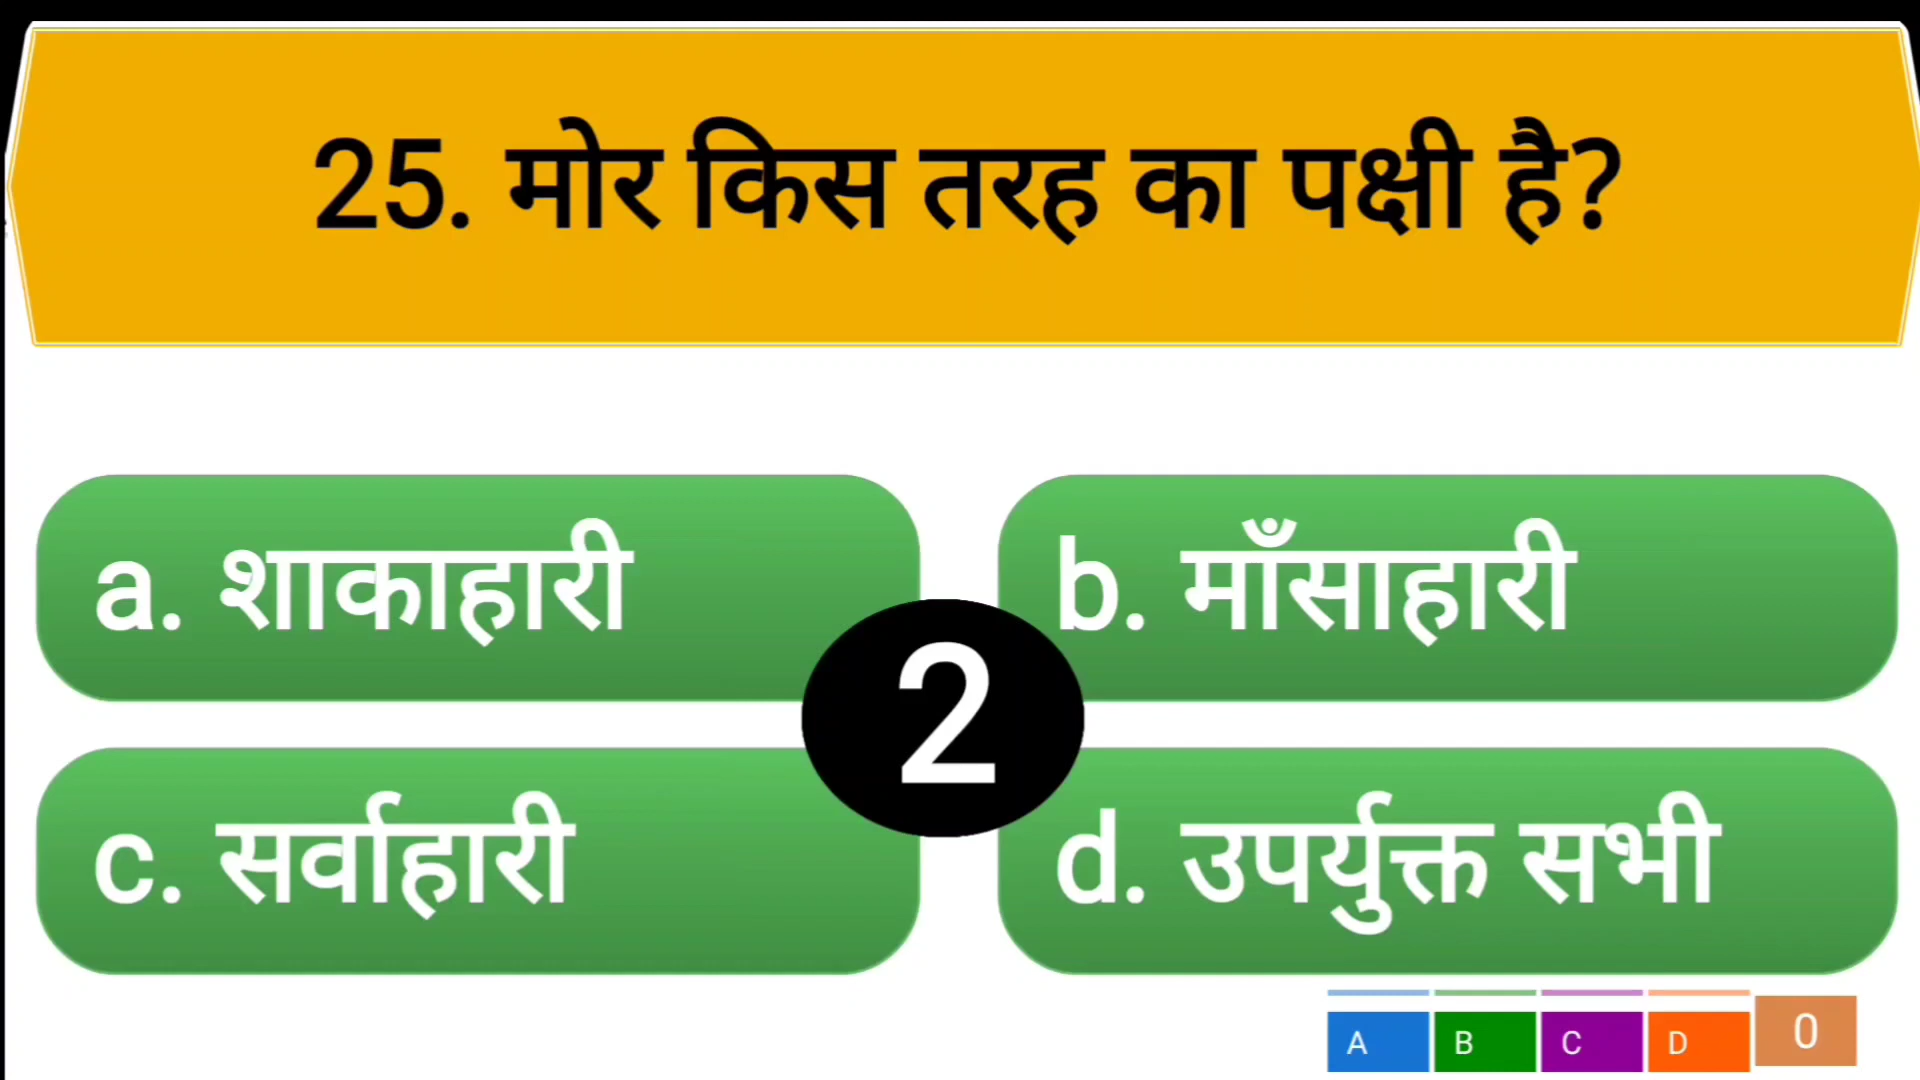 25. मोर किस तरह का पक्षी है?
a. शाकाहारी
b. माँसाहारी
2
c. सर्वाहारी
d. उपर्युक्त सभी
A B C D 0